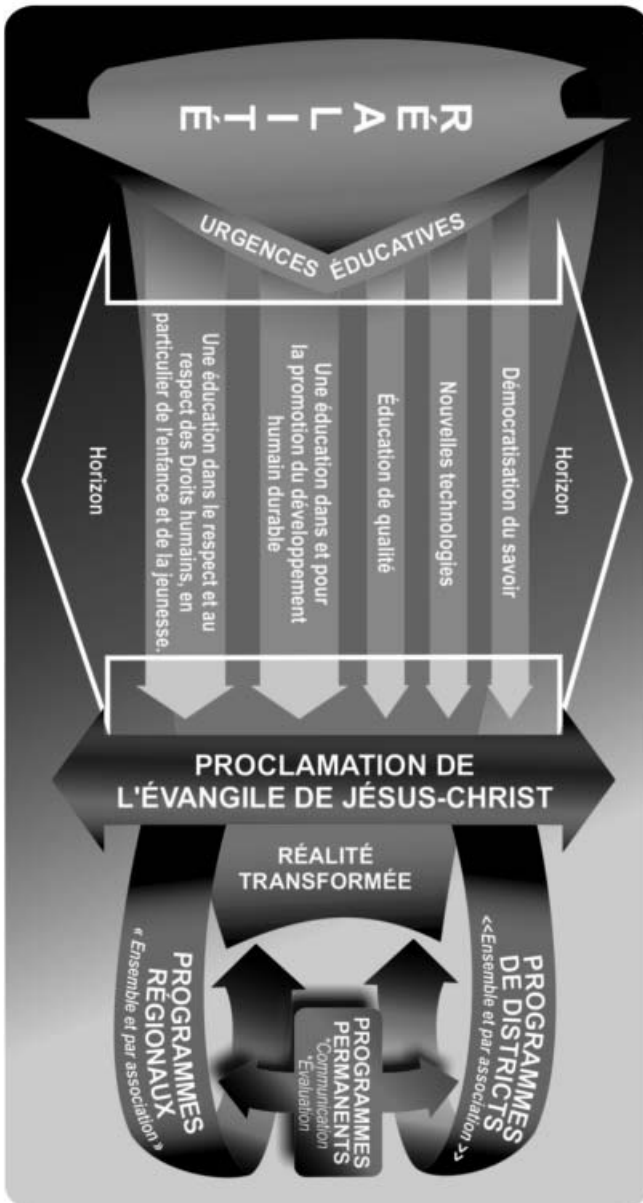 RÉALITÉ
URGENCES ÉDUCATIVES
Horizon
Démocratisation du savoir
Nouvelles technologies
Éducation de qualité
Une éducation dans et pour
la promotion du développement
humain durable
Une éducation dans le respect et au
respect des Droits humains, en
particulier de l'enfance et de la jeunesse.
Horizon
PROCLAMATION DE
L'ÉVANGILE DE JÉSUS-CHRIST
RÉALITÉ
TRANSFORMÉE
PROGRAMMES
DE DISTRICTS
<<Ensemble et par association>>
PROGRAMMES
PERMANENTS
*Communication
*Evaluation
PROGRAMMES
RÉGIONAUX
« Ensemble et par association »